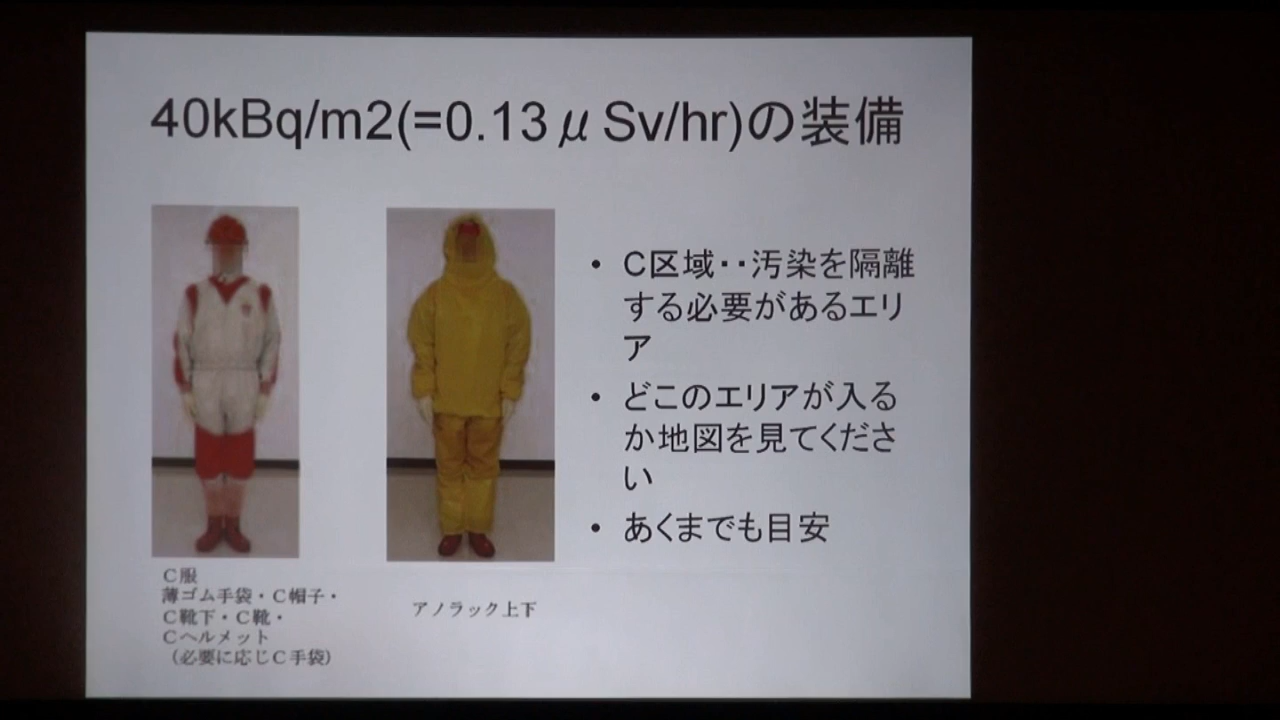 40kBq/m2(=0.13μSv/hr)の装備
• C区域・・汚染を隔離
する必要があるエリ
ア
• どこのエリアが入る
か地図を見てくださ
い
• あくまでも目安
C服
薄ゴム手袋・C帽子・
C靴下・C靴・
Cヘルメット
（必要に応じC手袋）
アノラック上下